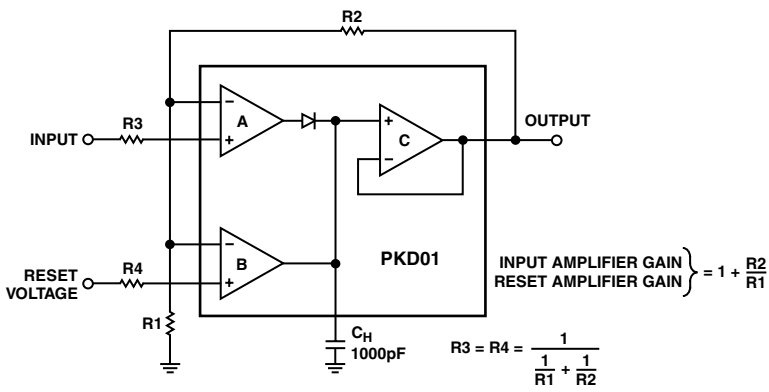 R2
A
−
+
C
+
−
OUTPUT
INPUT
R3
B
−
+
PKD01
RESET
VOLTAGE
R4
R1
CH
1000pF
INPUT AMPLIFIER GAIN
RESET AMPLIFIER GAIN
} = 1 + R2/R1
R3 = R4 = 1 / (1/R1 + 1/R2)